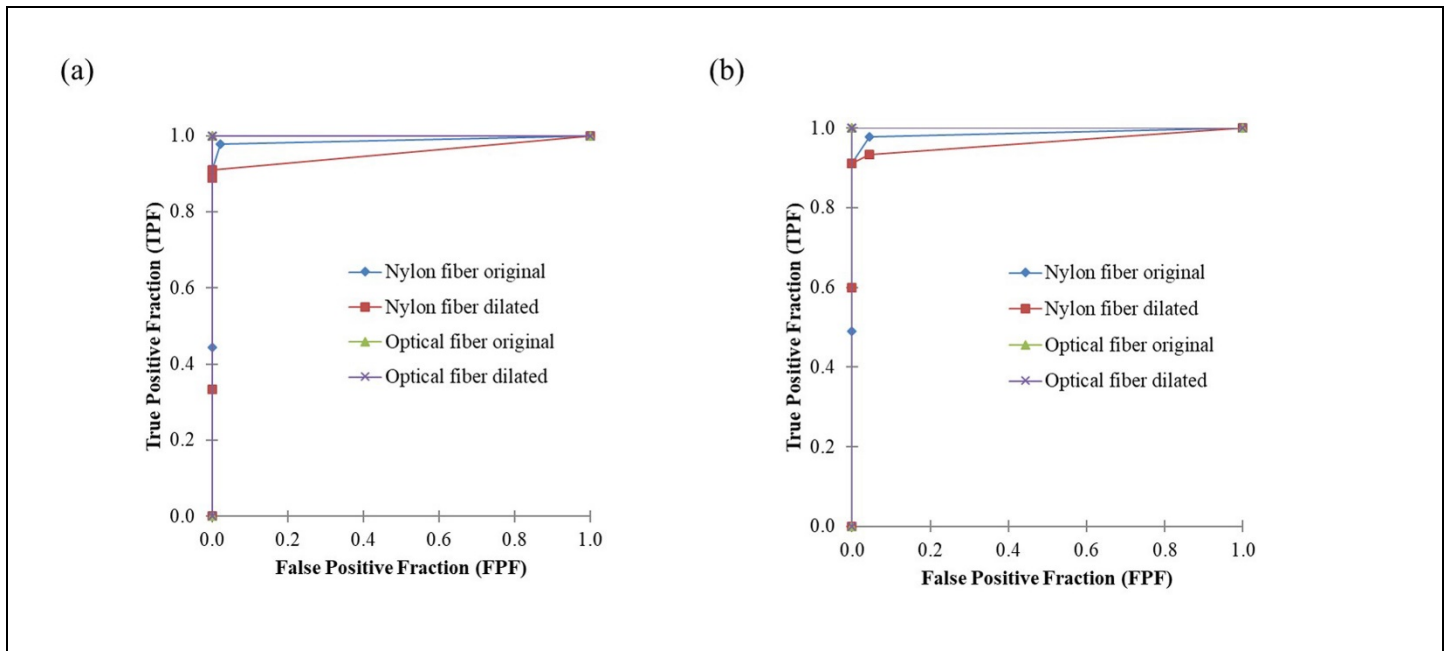 (a)
1.0
0.8
0.6
0.4
0.2
0.0
True Positive Fraction (TPF)
Nylon fiber original
Nylon fiber dilated
Optical fiber original
Optical fiber dilated
0.0 0.2 0.4 0.6 0.8 1.0
False Positive Fraction (FPF)
(b)
1.0
0.8
0.6
0.4
0.2
0.0
True Positive Fraction (TPF)
Nylon fiber original
Nylon fiber dilated
Optical fiber original
Optical fiber dilated
0.0 0.2 0.4 0.6 0.8 1.0
False Positive Fraction (FPF)